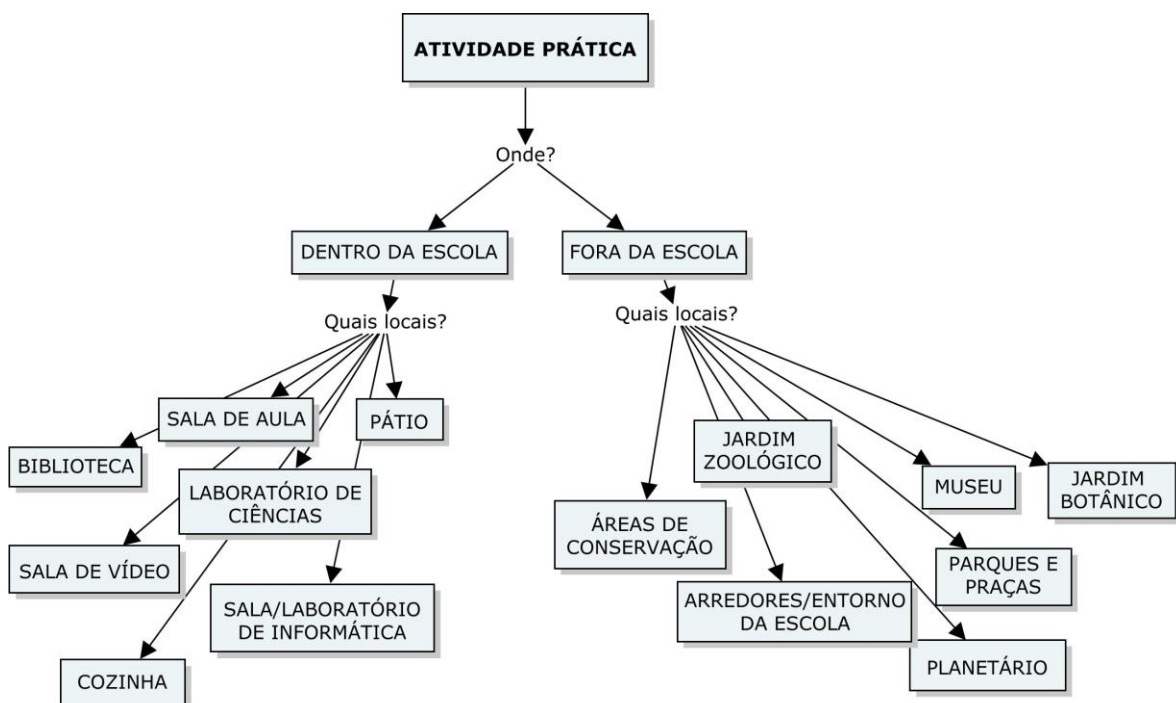 ATIVIDADE PRÁTICA
Onde?
DENTRO DA ESCOLA
FORA DA ESCOLA
Quais locais?
Quais locais?
SALA DE AULA
PÁTIO
BIBLIOTECA
LABORATÓRIO DE
CIÊNCIAS
SALA DE VÍDEO
SALA/LABORATÓRIO
DE INFORMÁTICA
COZINHA
JARDIM
ZOOLÓGICO
MUSEU
JARDIM
BOTÂNICO
ÁREAS DE
CONSERVAÇÃO
PARQUES E
PRAÇAS
ARREDORES/ENTORNO
DA ESCOLA
PLANETÁRIO